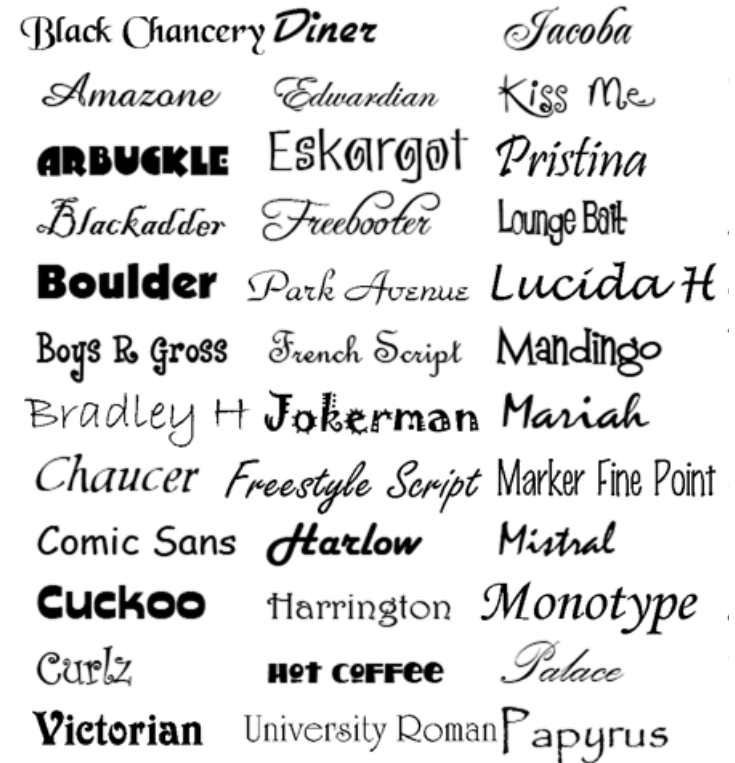 Black Chancery Diner Jacoba
Amazone Edwardian Kiss Me
ARBUCKLE Eskargot Pristina
Blackadder Freebooter Lounge Bait
Boulder Park Avenue Lucida H
Boys R Gross French Script Mandingo
Bradley H Jokerman Mariah
Chaucer Freestyle Script Marker Fine Point
Comic Sans Harlow Mistral
Cuckoo Harrington Monotype
Curlz HOT COFFEE Palace
Victorian University Roman Papyrus